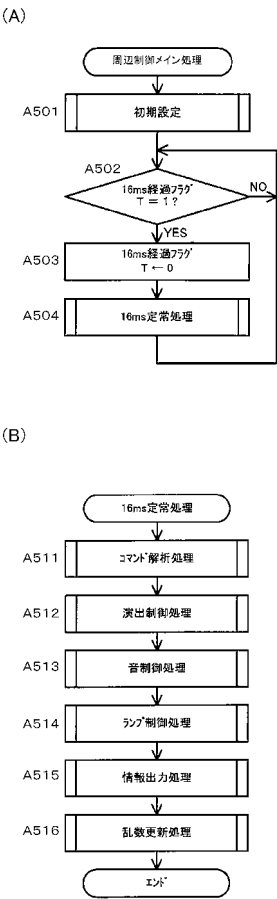 (A)
周辺制御メイン処理
A501
初期設定
A502
16ms経過フラグ
T = 1?
NO
YES
A503
16ms経過フラグ
T ← 0
A504
16ms定常処理
(B)
16ms定常処理
A511
コマンド解析処理
A512
演出制御処理
A513
音制御処理
A514
ランプ制御処理
A515
情報出力処理
A516
乱数更新処理
エンド